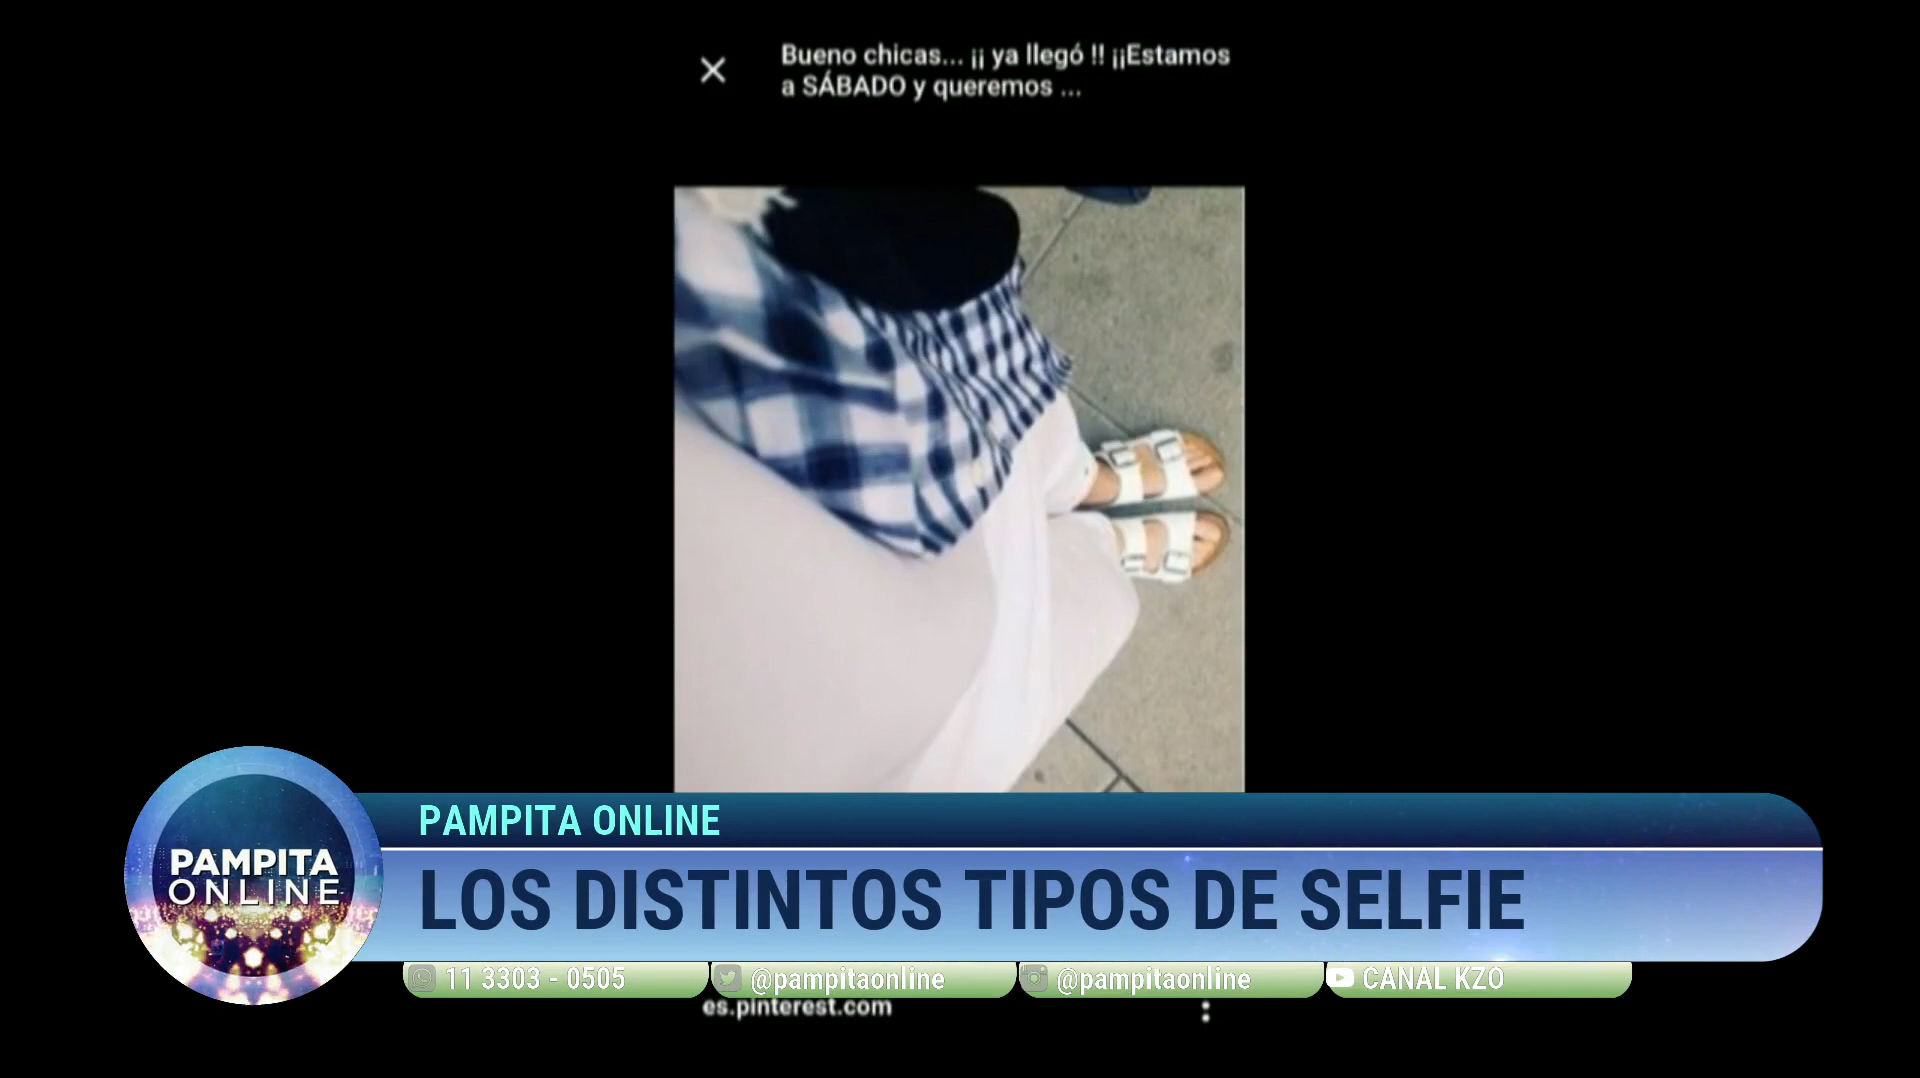 Bueno chicas... ¡¡ ya llegó !! ¡¡Estamos
a SÁBADO y queremos ...
PAMPITA ONLINE
PAMPITA
ONLINE
LOS DISTINTOS TIPOS DE SELFIE
11 3303 - 0505
@pampitaonline
@pampitaonline
CANAL KZO
es.pinterest.com